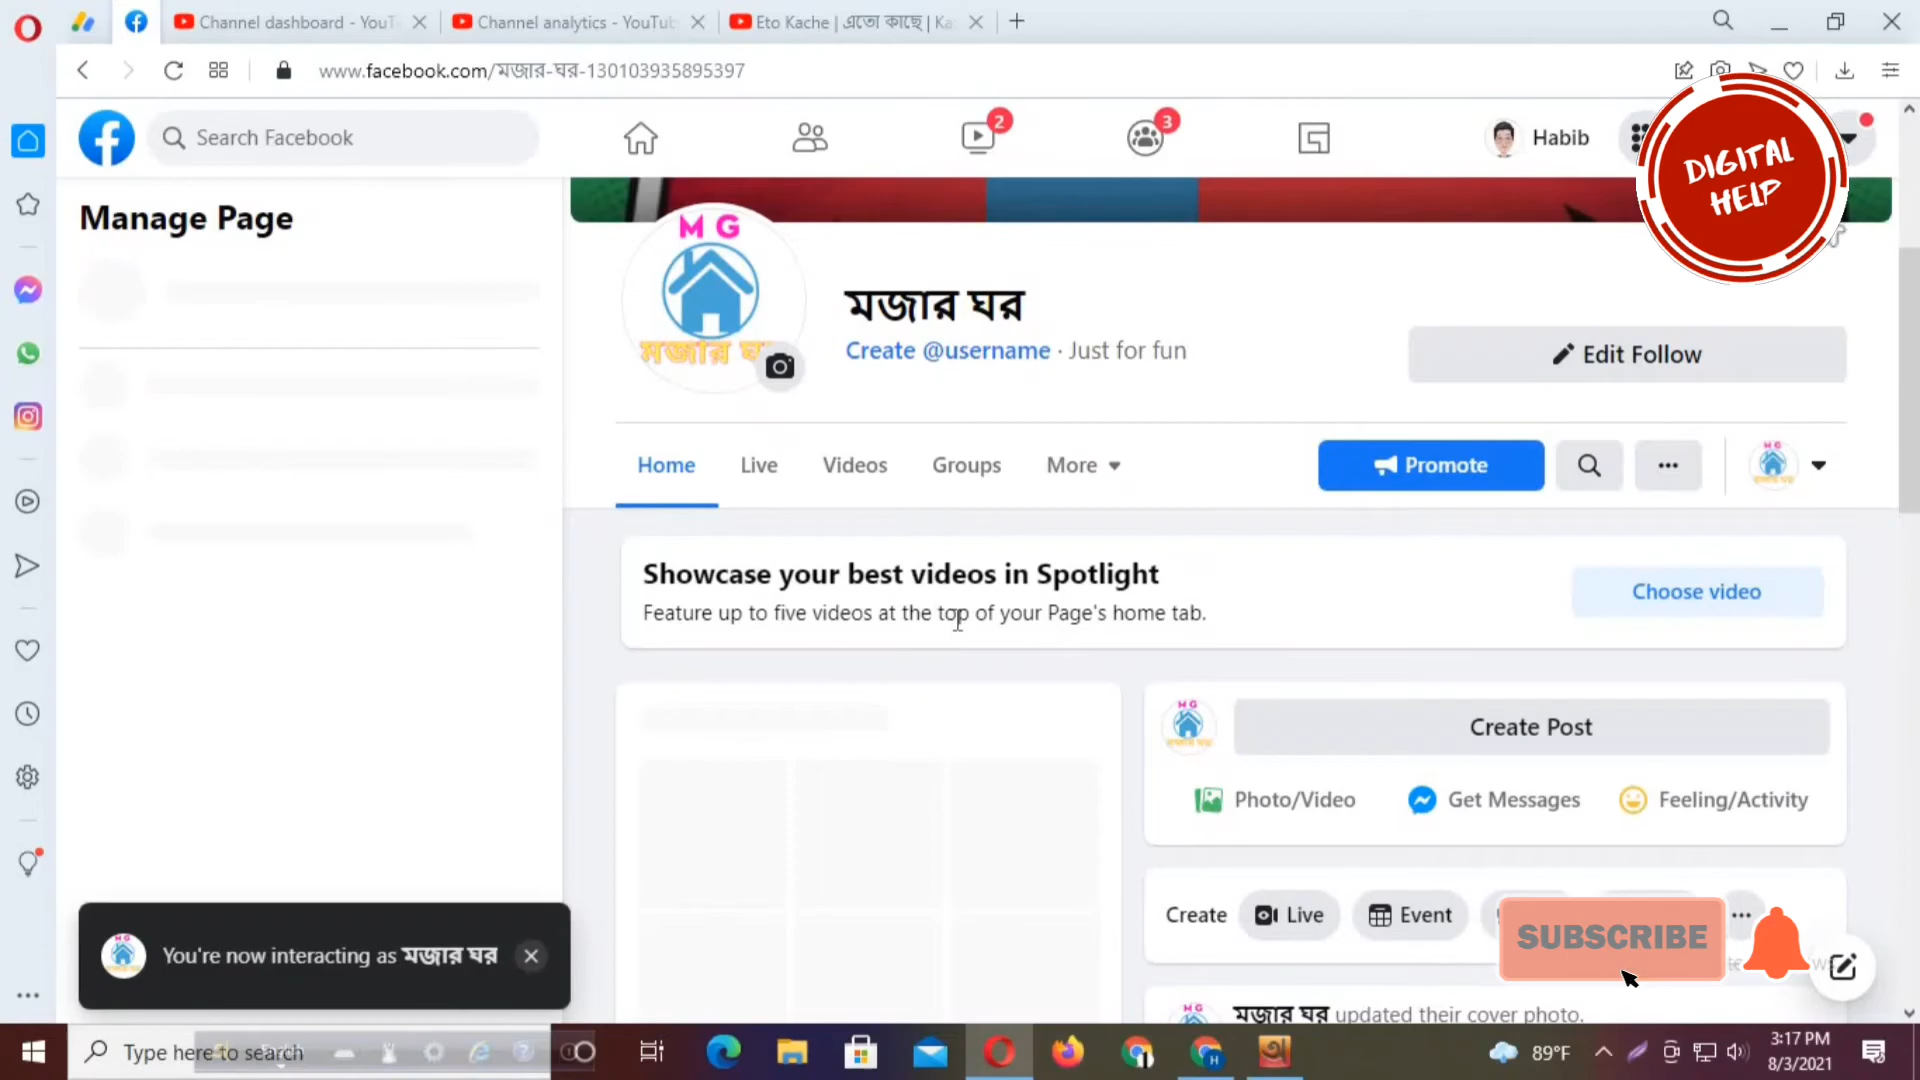 Channel dashboard - YouT
Channel analytics - YouTub
Eto Kache | এতো কাছে | Ka
www.facebook.com/মজার-ঘর-130103935895397
Search Facebook
2
3
Habib
DIGITAL
HELP
Manage Page
M G
মজার ঘর
মজার ঘর
Create @username · Just for fun
Edit Follow
Home
Live
Videos
Groups
More
Promote
Showcase your best videos in Spotlight
Feature up to five videos at the top of your Page's home tab.
Choose video
Create Post
Photo/Video
Get Messages
Feeling/Activity
Create
Live
Event
SUBSCRIBE
You're now interacting as মজার ঘর
মজার ঘর updated their cover photo.
Type here to search
89°F
3:17 PM
8/3/2021